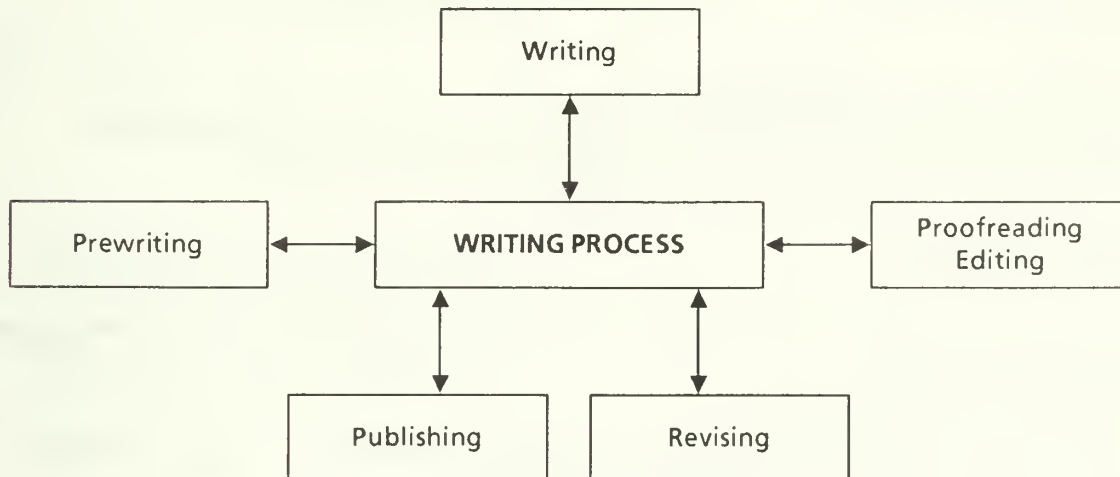 Writing
Prewriting
WRITING PROCESS
Proofreading
Editing
Publishing
Revising